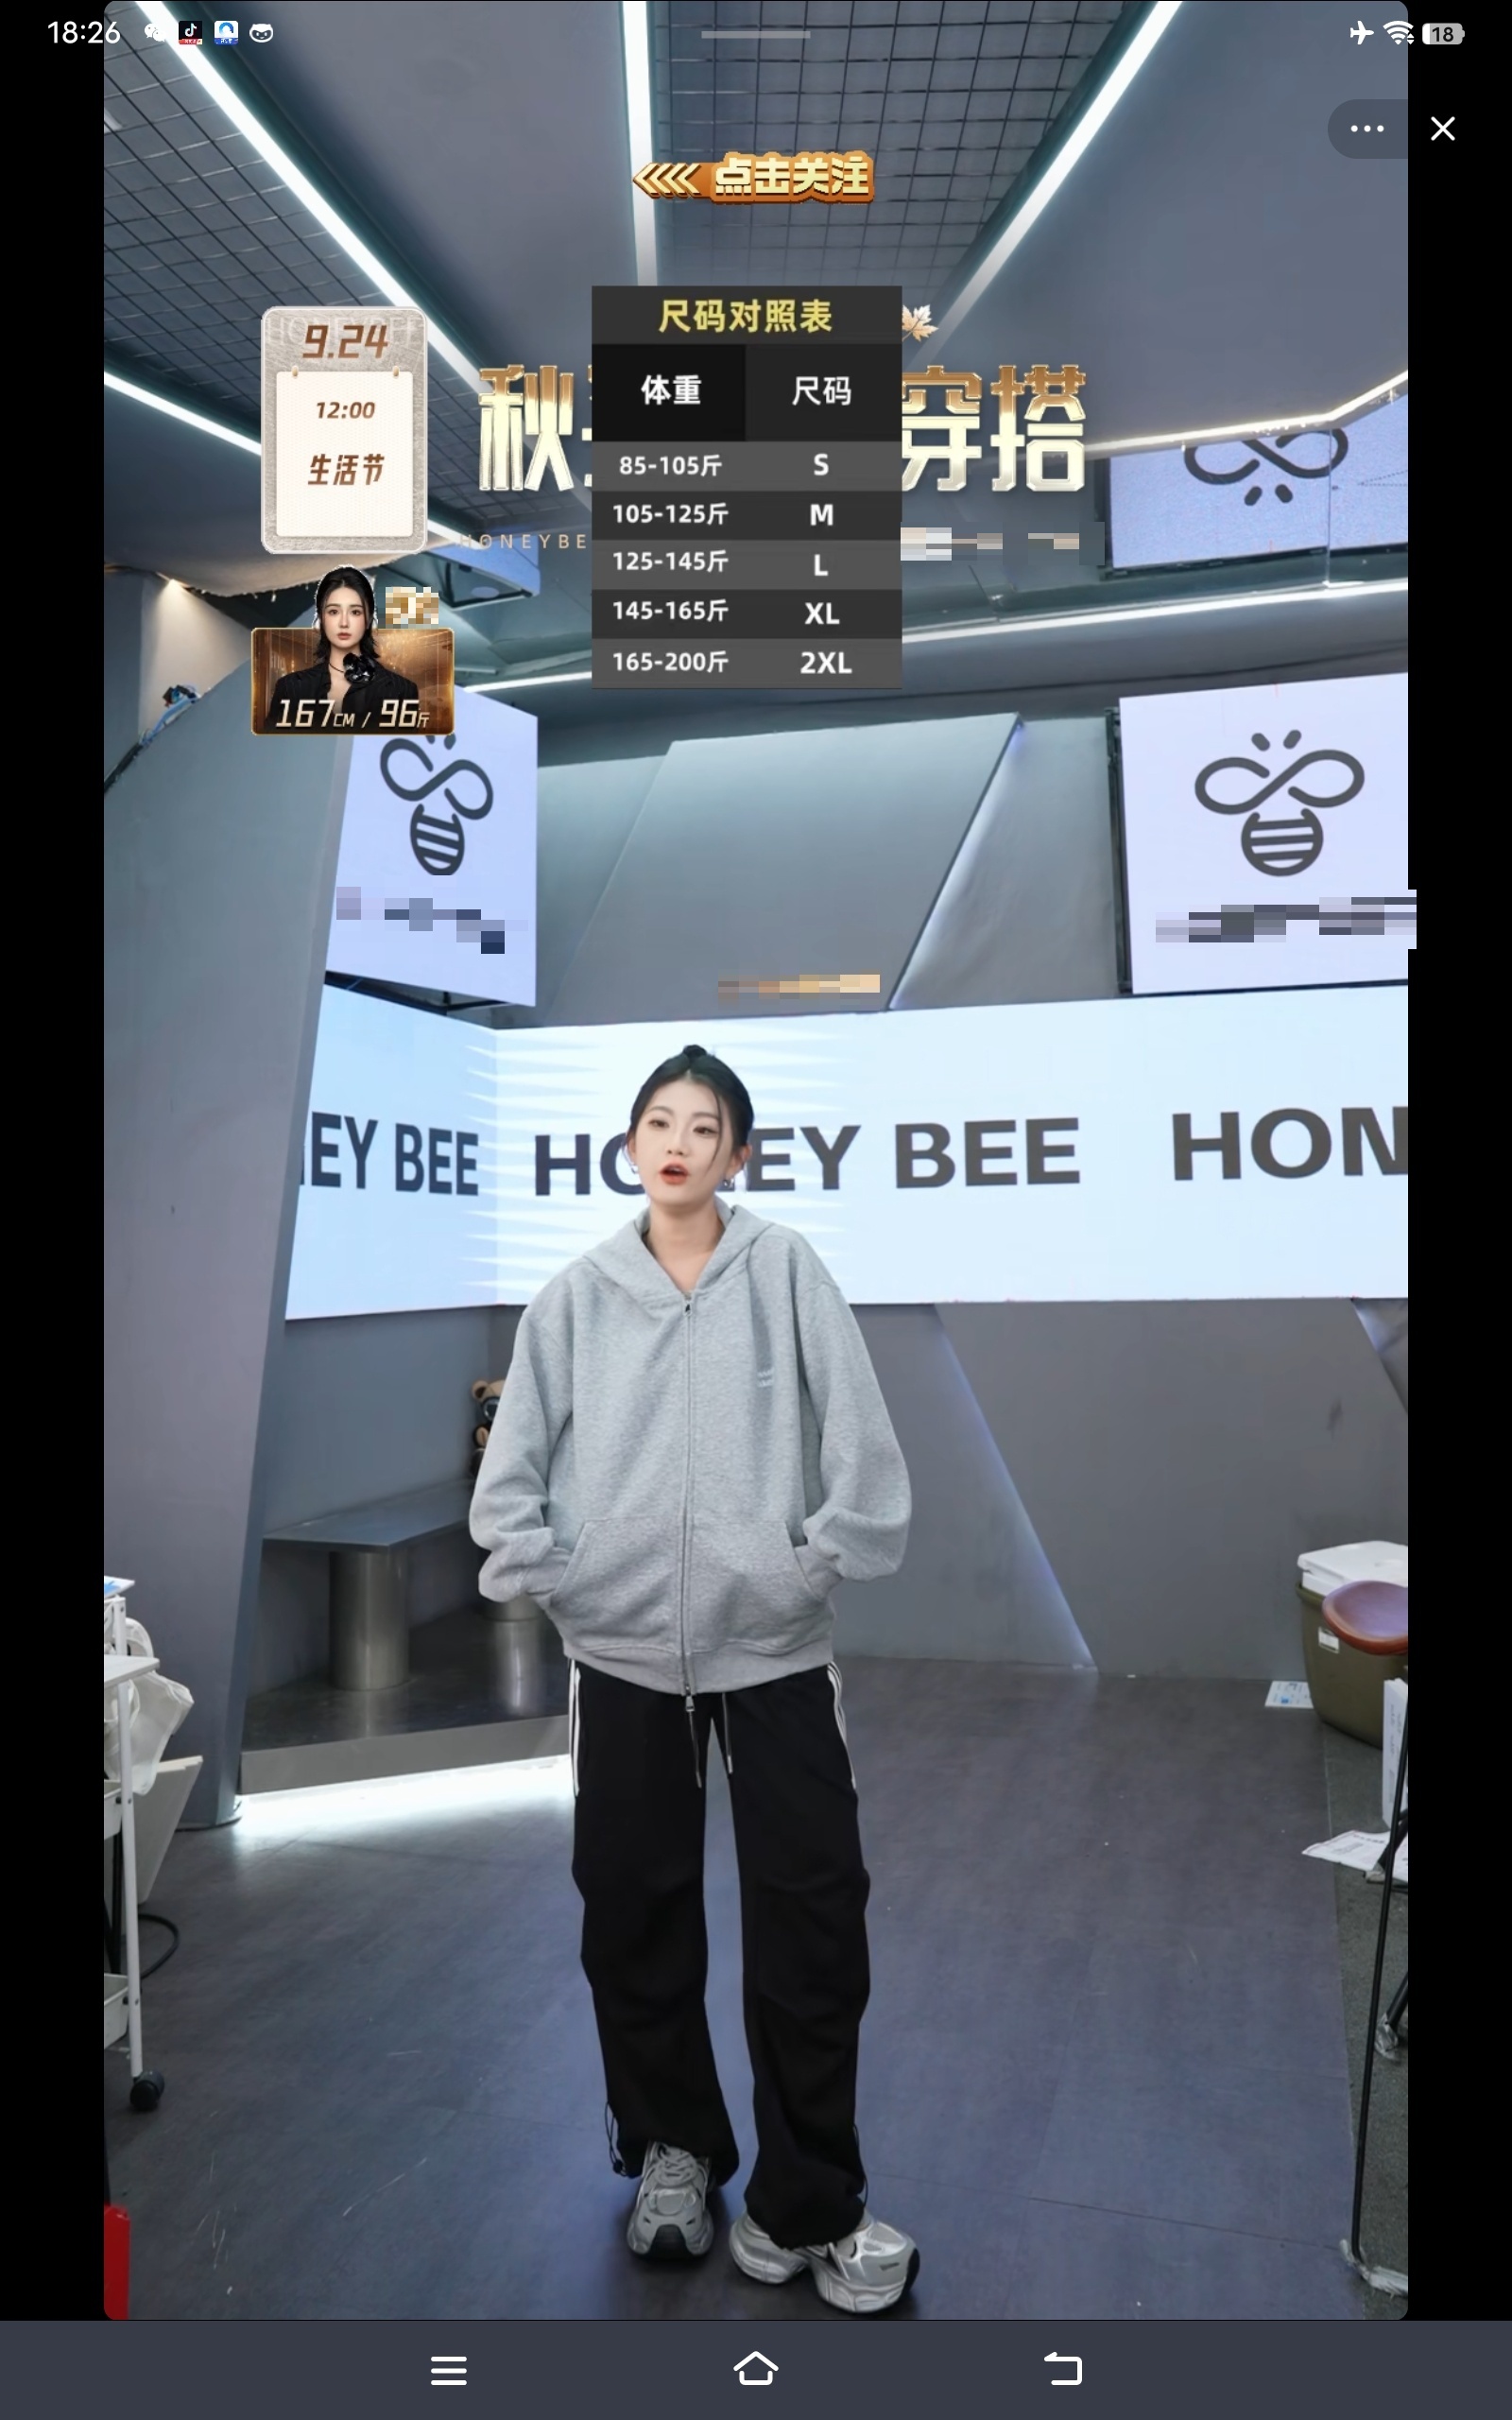 18:26
18
点击关注
9.24
12:00
生活节
秋
穿搭
HONEYBE
尺码对照表
体重 尺码
85-105斤 S
105-125斤 M
125-145斤 L
145-165斤 XL
165-200斤 2XL
167CM / 96斤
EY BEE HO EY BEE HON